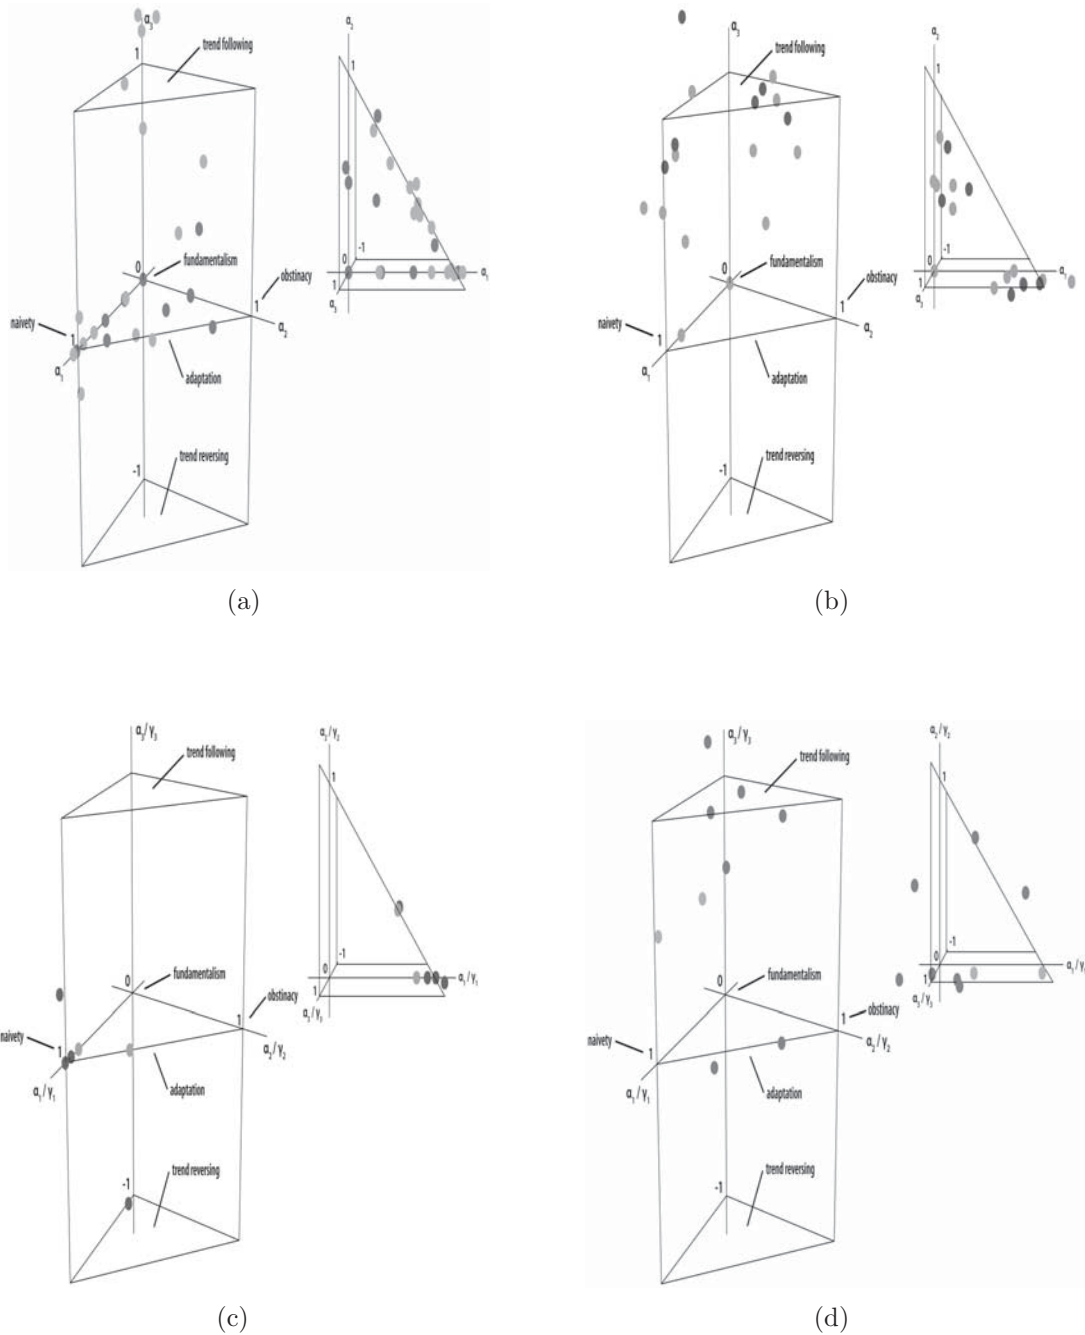 α3
1
trend following
0
fundamentalism
obstinacy
1
α2
naivety
1
α1
adaptation
-1
trend reversing
α2
1
-1
0
α1
1
α3
(a)
α3
1
trend following
0
fundamentalism
obstinacy
1
α2
naivety
1
α1
adaptation
-1
trend reversing
α2
1
-1
0
α1
1
α3
(b)
α3/γ3
trend following
0
fundamentalism
obstinacy
1
α2/γ2
naivety
1
α1/γ1
adaptation
-1
trend reversing
α2/γ2
1
-1
0
α1/γ1
1
α3/γ3
(c)
α3/γ3
trend following
0
fundamentalism
1
obstinacy
α2/γ2
naivety
1
α1/γ1
adaptation
-1
trend reversing
α2/γ2
1
-1
0
α1/γ1
1
α3/γ3
(d)